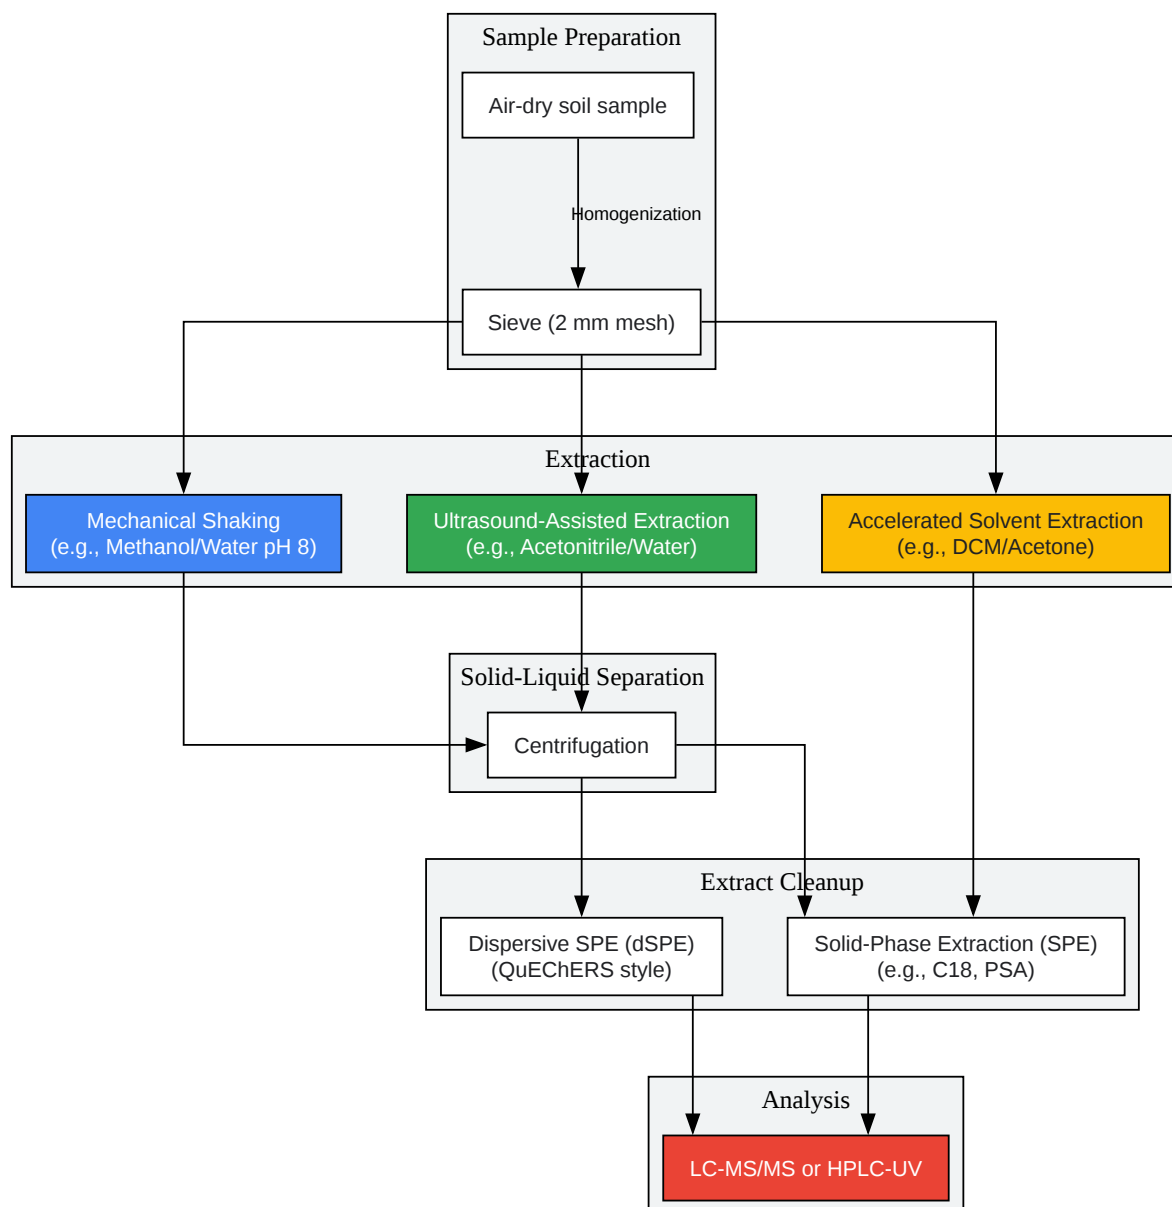 Sample Preparation
Air-dry soil sample
Homogenization
Sieve (2 mm mesh)
Extraction
Mechanical Shaking
(e.g., Methanol/Water pH 8)
Ultrasound-Assisted Extraction
(e.g., Acetonitrile/Water)
Accelerated Solvent Extraction
(e.g., DCM/Acetone)
Solid-Liquid Separation
Centrifugation
Extract Cleanup
Dispersive SPE (dSPE)
(QuEChERS style)
Solid-Phase Extraction (SPE)
(e.g., C18, PSA)
Analysis
LC-MS/MS or HPLC-UV